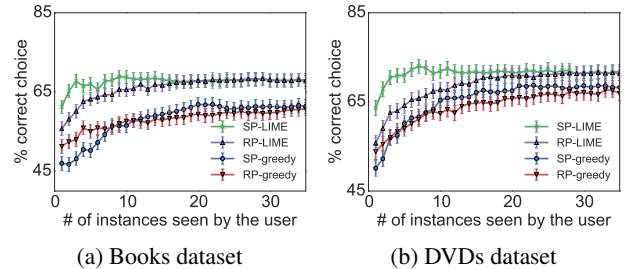 85
65
45
% correct choice
SP-LIME
RP-LIME
SP-greedy
RP-greedy
0 10 20 30
# of instances seen by the user
(a) Books dataset
85
65
45
% correct choice
SP-LIME
RP-LIME
SP-greedy
RP-greedy
0 10 20 30
# of instances seen by the user
(b) DVDs dataset